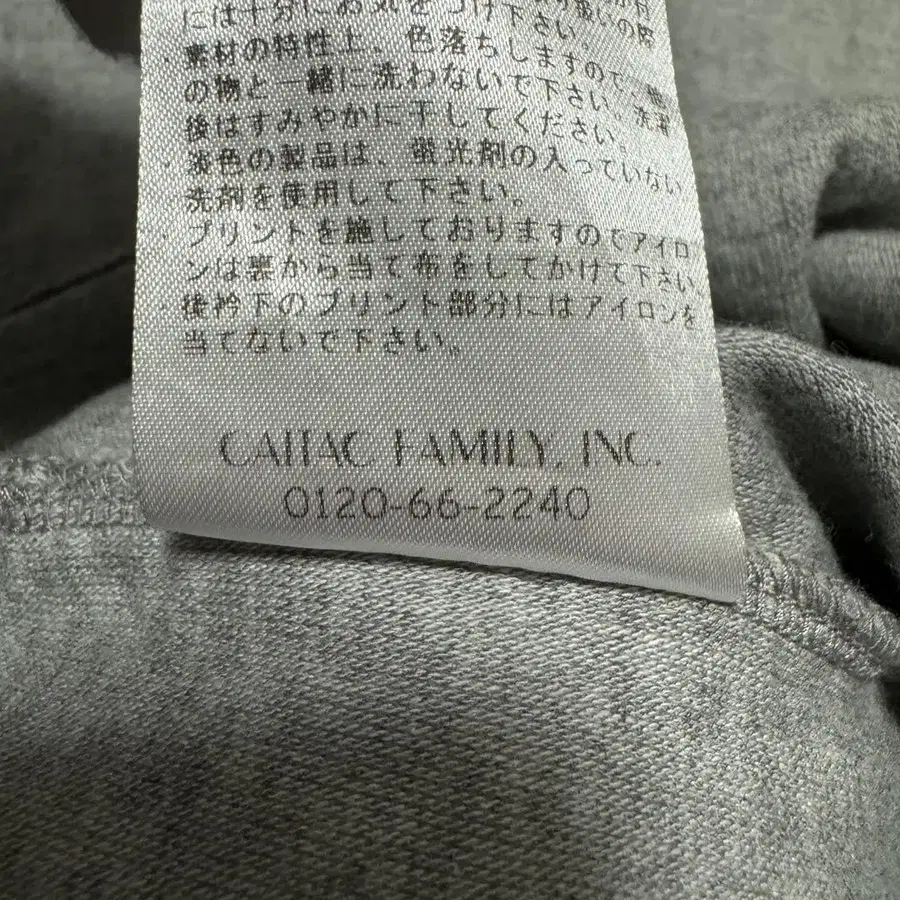 には十分にお気をつけ下さい。
・素材の特性上、色落ちしますので、他
の物と一緒に洗わないで下さい。洗濯
後はすみやかに干してください。
・淡色の製品は、蛍光剤の入っていない
洗剤を使用して下さい。
・プリントを施しておりますのでアイロ
ンは裏から当て布をしてかけて下さい。
・後衿下のプリント部分にはアイロンを
当てないで下さい。
CAITAC FAMILY, INC.
0120-66-2240